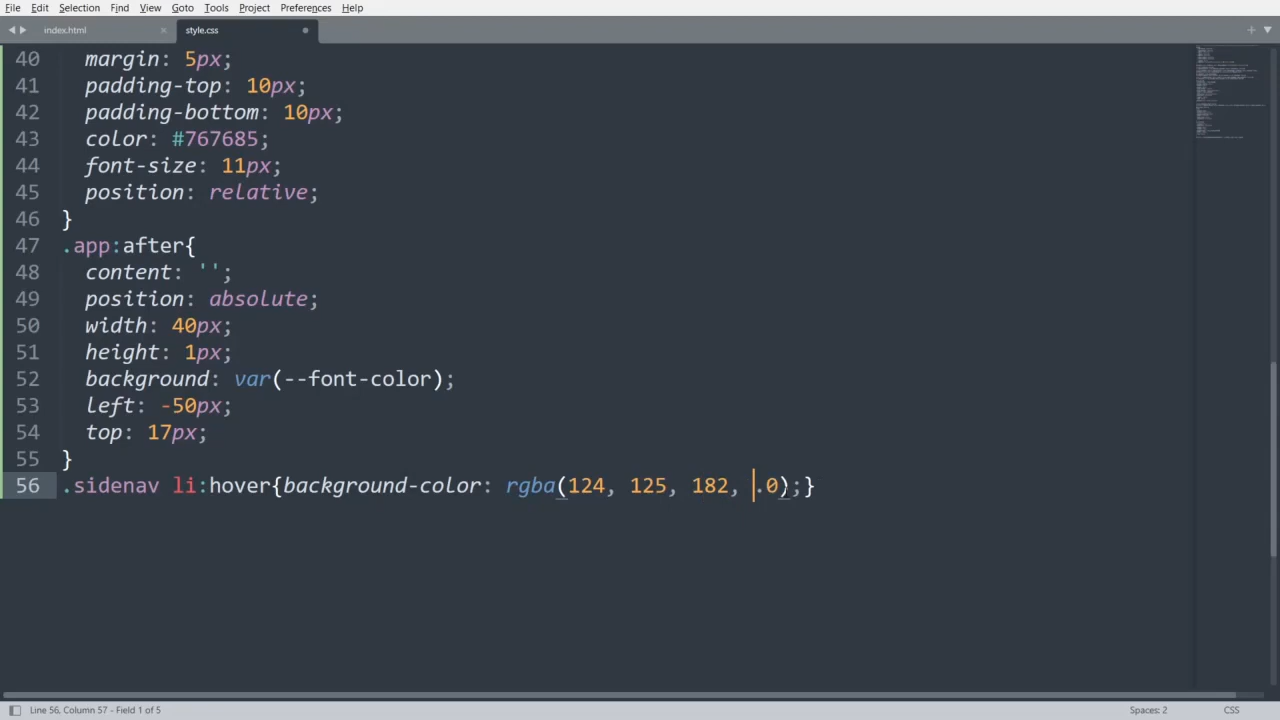 File Edit Selection Find View Goto Tools Project Preferences Help
index.html × style.css
40 margin: 5px;
41 padding-top: 10px;
42 padding-bottom: 10px;
43 color: #767685;
44 font-size: 11px;
45 position: relative;
46 }
47 .app:after{
48 content: '';
49 position: absolute;
50 width: 40px;
51 height: 1px;
52 background: var(--font-color);
53 left: -50px;
54 top: 17px;
55 }
56 .sidenav li:hover{background-color: rgba(124, 125, 182, .0);}
Line 56, Column 57 - Field 1 of 5 Spaces: 2 CSS